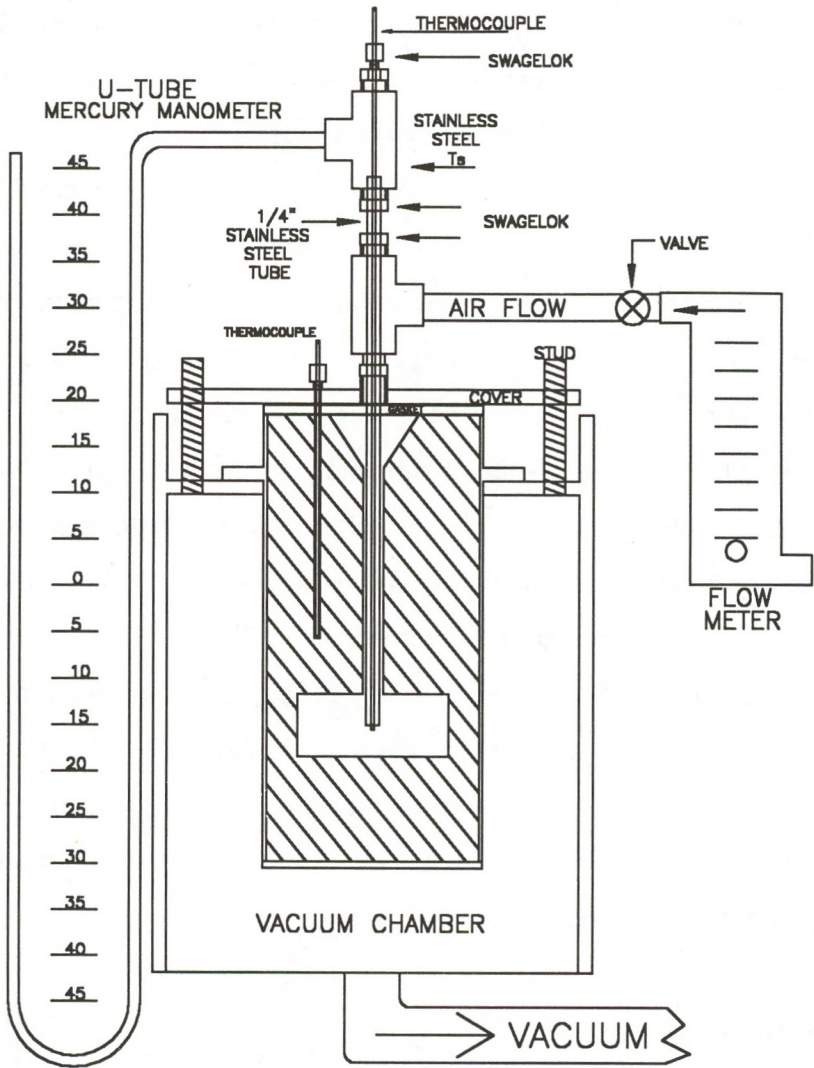 THERMOCOUPLE
SWAGELOK
U-TUBE
MERCURY MANOMETER
STAINLESS
STEEL
Ts
1/4"
STAINLESS
STEEL
TUBE
SWAGELOK
VALVE
AIR FLOW
THERMOCOUPLE
STUD
COVER
GASKET
45
40
35
30
25
20
15
10
5
0
5
10
15
20
25
30
35
40
45
FLOW
METER
VACUUM CHAMBER
VACUUM